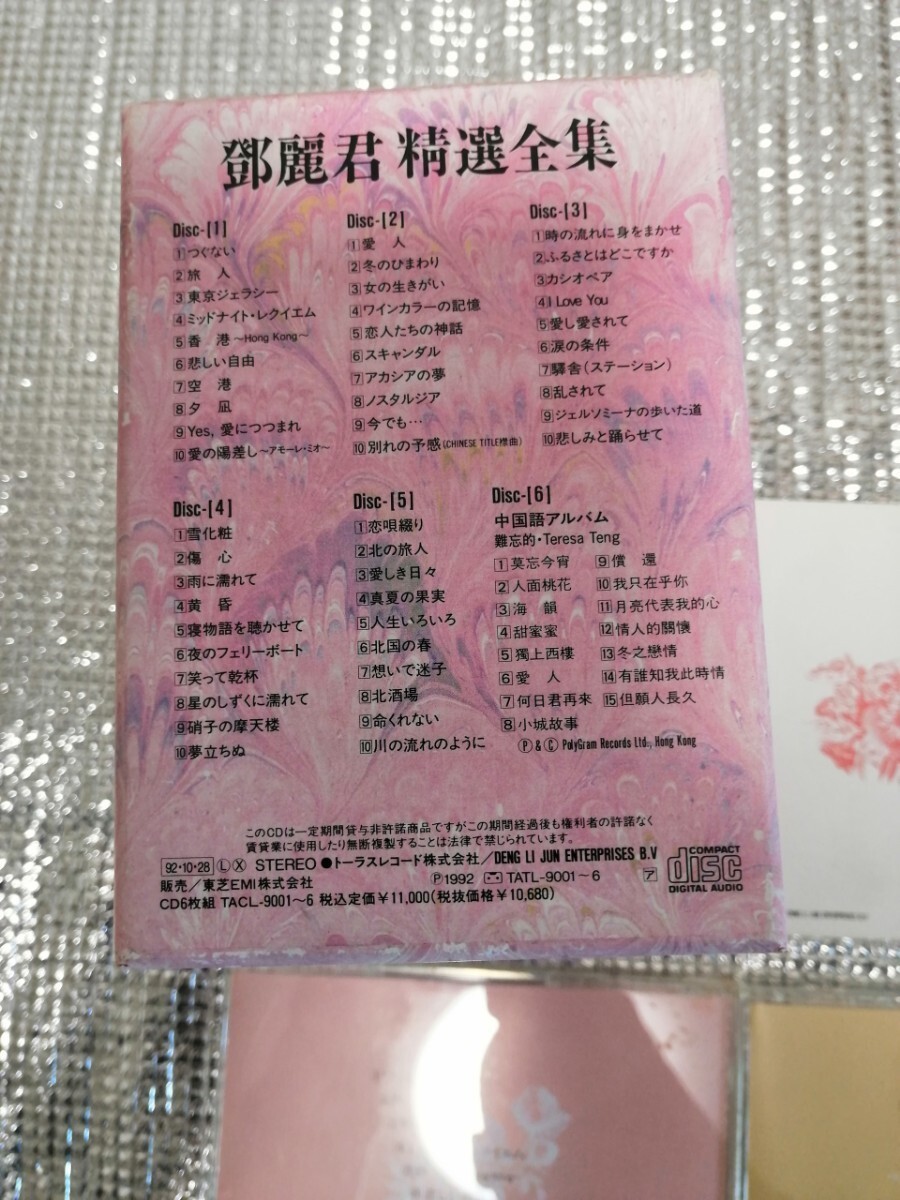 鄧麗君 精選全集
Disc-[1]
1 つぐない
2 旅 人
3 東京ジェラシー
4 ミッドナイト・レクイエム
5 香 港 ～Hong Kong～
6 悲しい自由
7 空 港
8 夕 凪
9 Yes, 愛につつまれ
10 愛の陽差し～アモーレ・ミオ～
Disc-[2]
1 愛 人
2 冬のひまわり
3 女の生きがい
4 ワインカラーの記憶
5 恋人たちの神話
6 スキャンダル
7 アカシアの夢
8 ノスタルジア
9 今でも…
10 別れの予感(CHINESE TITLE襟曲)
Disc-[3]
1 時の流れに身をまかせ
2 ふるさとはどこですか
3 カシオペア
4 I Love You
5 愛し愛されて
6 涙の条件
7 驛舎(ステーション)
8 乱されて
9 ジェルソミーナの歩いた道
10 悲しみと踊らせて
Disc-[4]
1 雪化粧
2 傷 心
3 雨に濡れて
4 黄 昏
5 寝物語を聴かせて
6 夜のフェリーボート
7 笑って乾杯
8 星のしずくに濡れて
9 硝子の摩天楼
10 夢立ちぬ
Disc-[5]
1 恋唄綴り
2 北の旅人
3 愛しき日々
4 真夏の果実
5 人生いろいろ
6 北国の春
7 想いで迷子
8 北酒場
9 命くれない
10 川の流れのように
Disc-[6]
中国語アルバム
難忘的・Teresa Teng
1 莫忘今宵
2 人面桃花
3 海 韻
4 甜蜜蜜
5 獨上西樓
6 愛 人
7 何日君再來
8 小城故事
9 償 還
10 我只在乎你
11 月亮代表我的心
12 情人的關懐
13 冬之戀情
14 有誰知我此時情
15 但願人長久
Ⓟ & Ⓒ PolyGram Records Ltd., Hong Kong
このCDは一定期間貸与非許諾商品ですがこの期間経過後も権利者の許諾なく
賃貸業に使用したり無断複製することは法律で禁じられています。
92・10・28 Ⓛ Ⓧ STEREO ●トーラスレコード株式会社/DENG LI JUN ENTERPRISES B.V
販売/東芝EMI株式会社 Ⓟ1992 TATL-9001～6 ア
CD6枚組 TACL-9001～6 税込定価￥11,000(税抜価格￥10,680)
COMPACT
disc
DIGITAL AUDIO